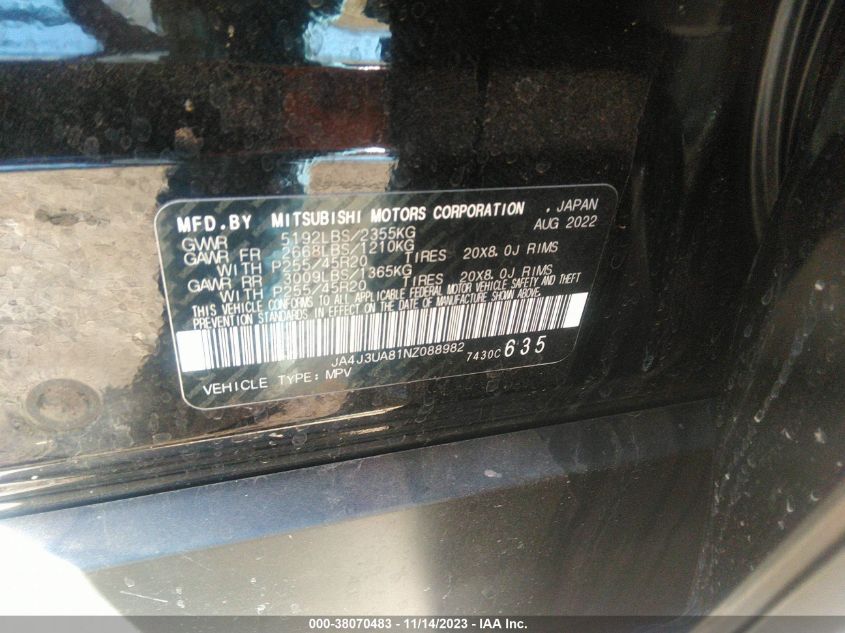 MFD.BY MITSUBISHI MOTORS CORPORATION , JAPAN
AUG 2022
GVWR 5192LBS/2355KG
GAWR FR 2668LBS/1210KG
WITH P255/45R20 TIRES 20X8.0J RIMS
GAWR RR 3009LBS/1365KG
WITH P255/45R20 TIRES 20X8.0J RIMS
THIS VEHICLE CONFORMS TO ALL APPLICABLE FEDERAL MOTOR VEHICLE SAFETY AND THEFT
PREVENTION STANDARDS IN EFFECT ON THE DATE OF MANUFACTURE SHOWN ABOVE.
JA4J3UA81NZ088982 7430C 635
VEHICLE TYPE: MPV
000-38070483 - 11/14/2023 - IAA Inc.